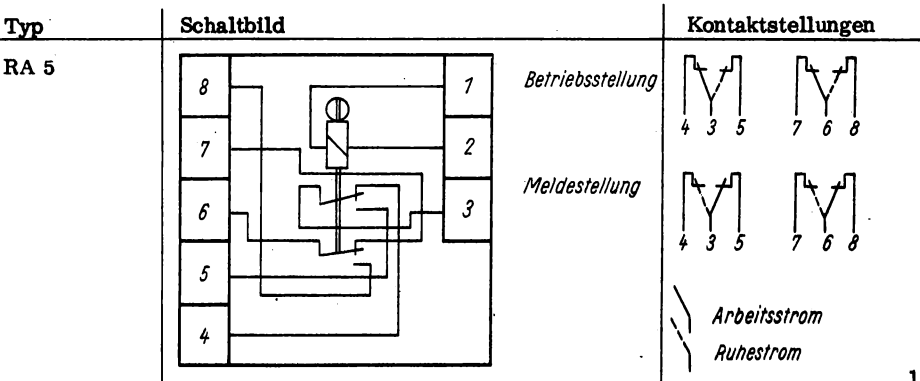 Typ Schaltbild Kontaktstellungen
RA 5
8 1 Betriebsstellung
7 2
4 3 5 7 6 8
6 3 Meldestellung
5
4 3 5 7 6 8
4
Arbeitsstrom
Ruhestrom
1